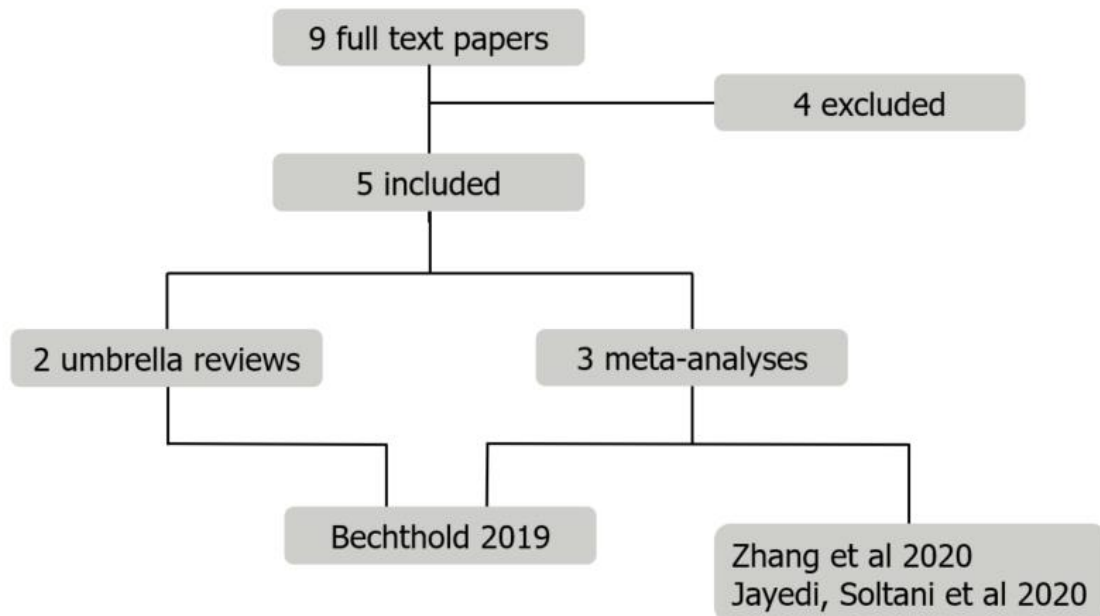 9 full text papers
4 excluded
5 included
2 umbrella reviews
3 meta-analyses
Bechthold 2019
Zhang et al 2020
Jayedi, Soltani et al 2020